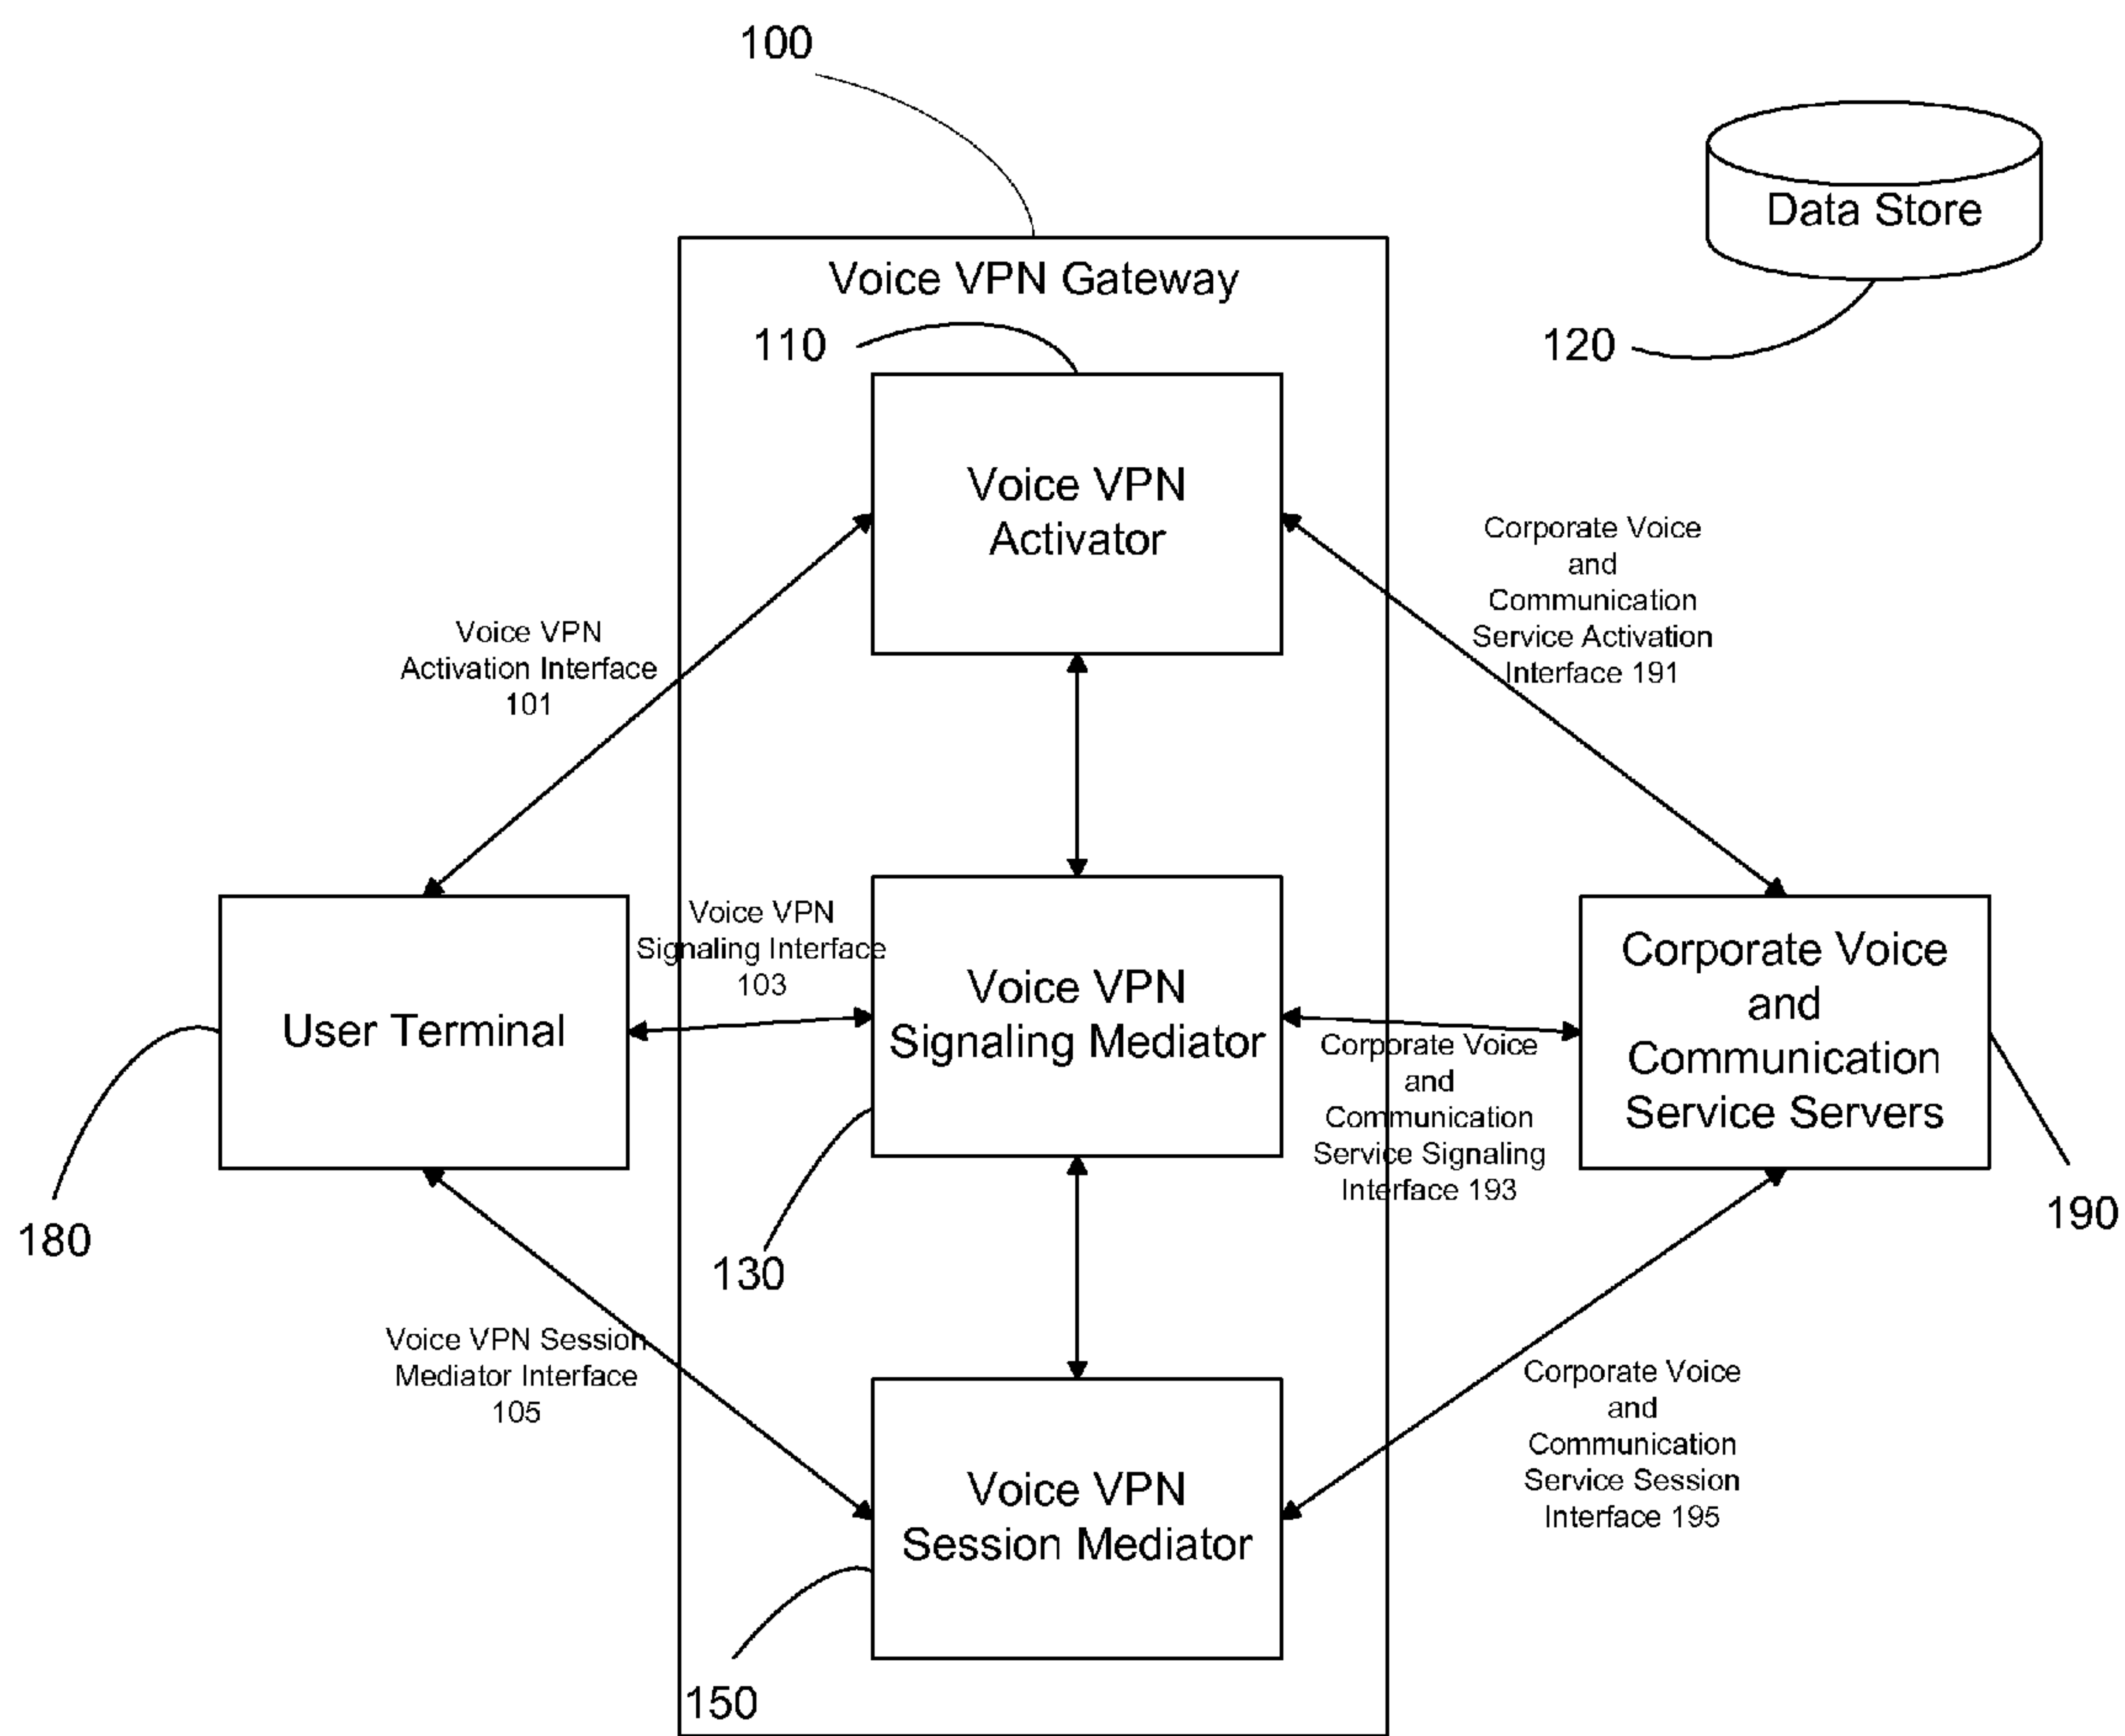 100
Data Store
120
Voice VPN Gateway
110
Voice VPN
Activator
Corporate Voice
and
Communication
Service Activation
Interface 191
Voice VPN
Activation Interface
101
Voice VPN
Signaling Interface
103
User Terminal
Voice VPN
Signaling Mediator
Corporate Voice
and
Communication
Service Servers
Corporate Voice
and
Communication
Service Signaling
Interface 193
180
130
190
Voice VPN Session
Mediator Interface
105
Corporate Voice
and
Communication
Service Session
Interface 195
Voice VPN
Session Mediator
150